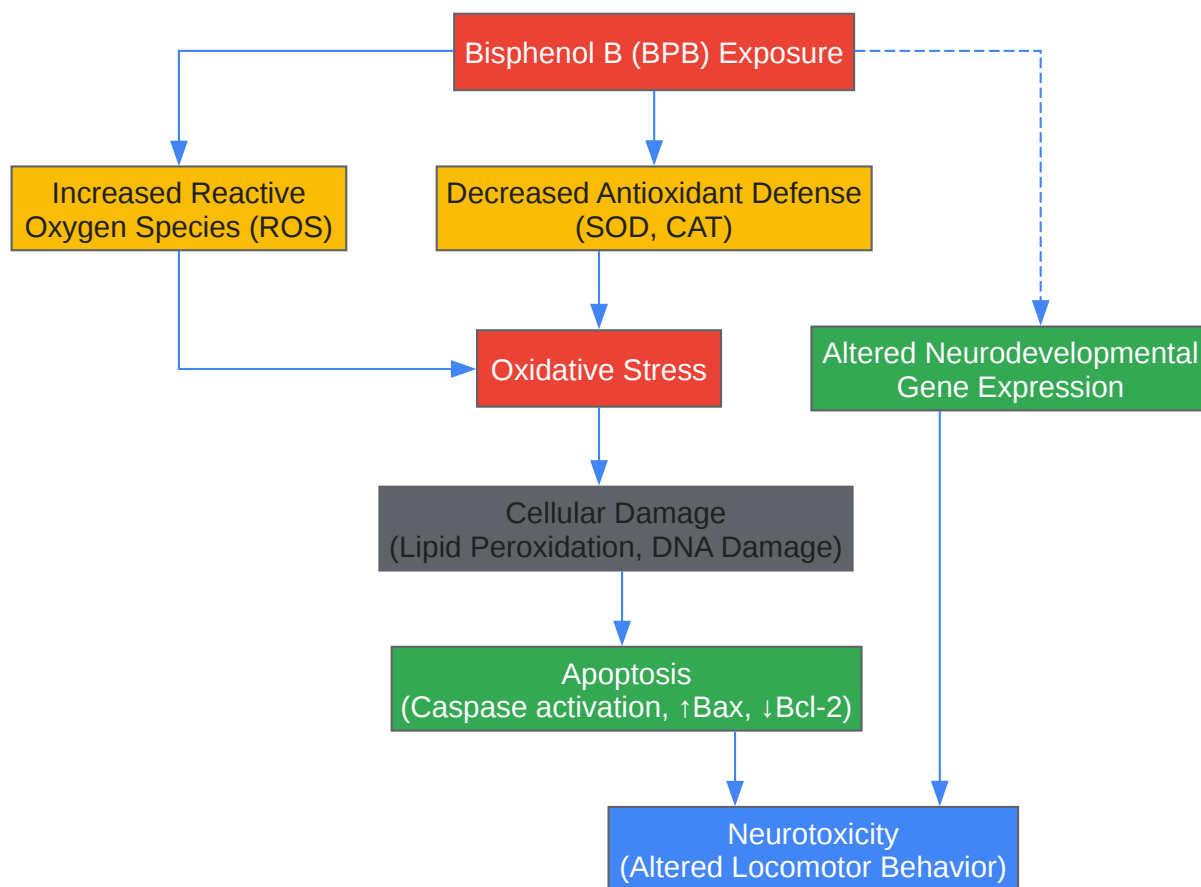 Bisphenol B (BPB) Exposure
Increased Reactive
Oxygen Species (ROS)
Decreased Antioxidant Defense
(SOD, CAT)
Oxidative Stress
Altered Neurodevelopmental
Gene Expression
Cellular Damage
(Lipid Peroxidation, DNA Damage)
Apoptosis
(Caspase activation, ↑Bax, ↓Bcl-2)
Neurotoxicity
(Altered Locomotor Behavior)